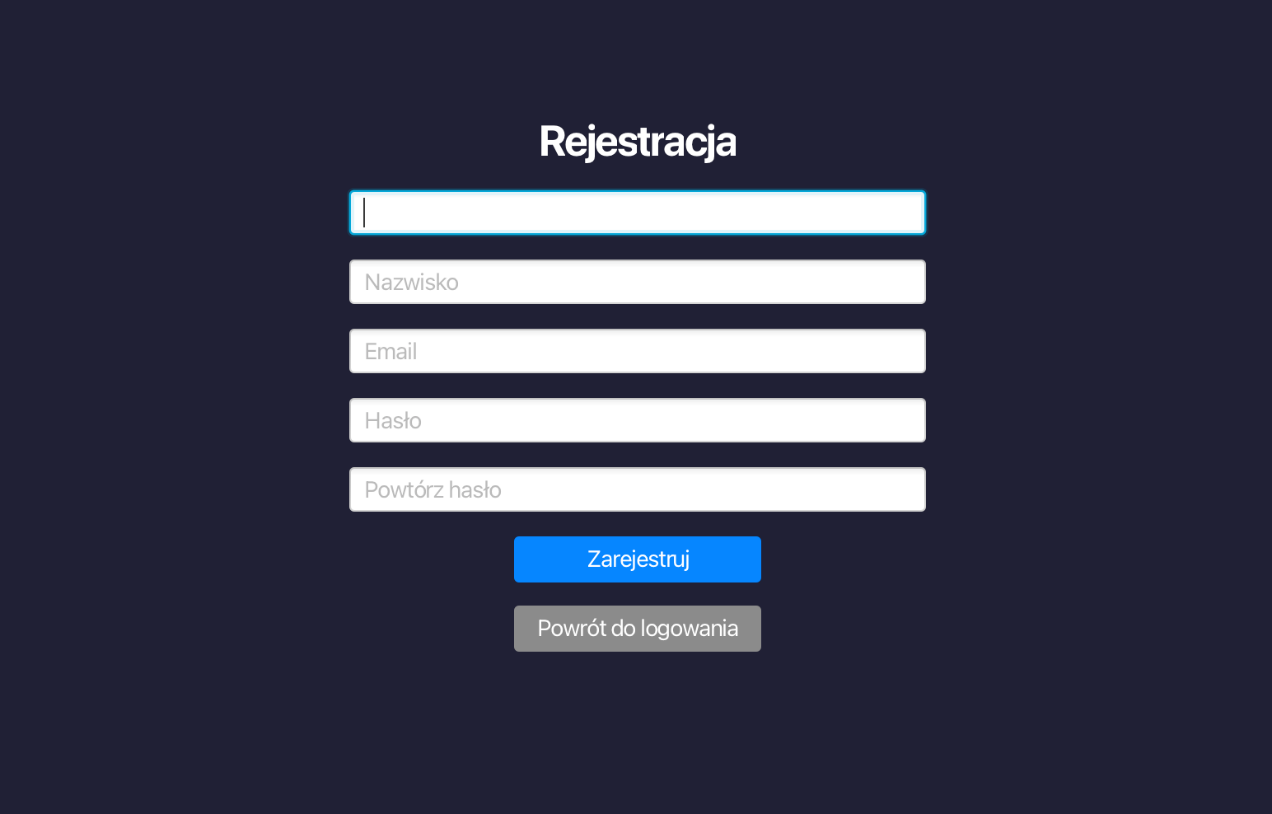 Rejestracja
Nazwisko
Email
Hasło
Powtórz hasło
Zarejestruj
Powrót do logowania